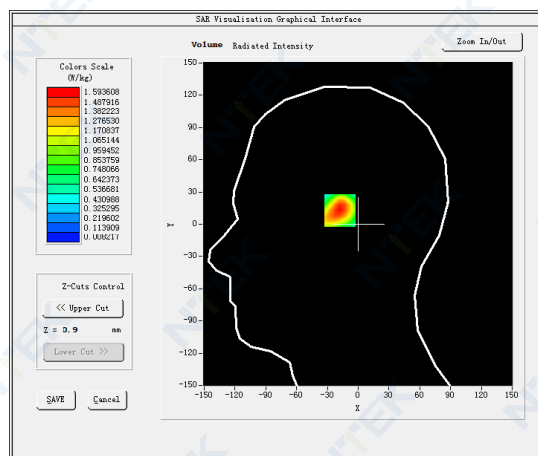 SAR Visualisation Graphical Interface
Volume Radiated Intensity
Zoom In/Out
Colors Scale
(W/kg)
1.593608
1.487916
1.382223
1.276530
1.170837
1.065144
0.959452
0.853759
0.748066
0.642373
0.536681
0.430988
0.325295
0.219602
0.113909
0.008217
Z-Cuts Control
<< Upper Cut
Z = 0.9 mm
Lower Cut >>
SAVE
Cancel
150
120
90
60
30
0
-30
-60
-90
-120
-150
Y
-150 -120 -90 -60 -30 0 30 60 90 120 150
X
NTEK